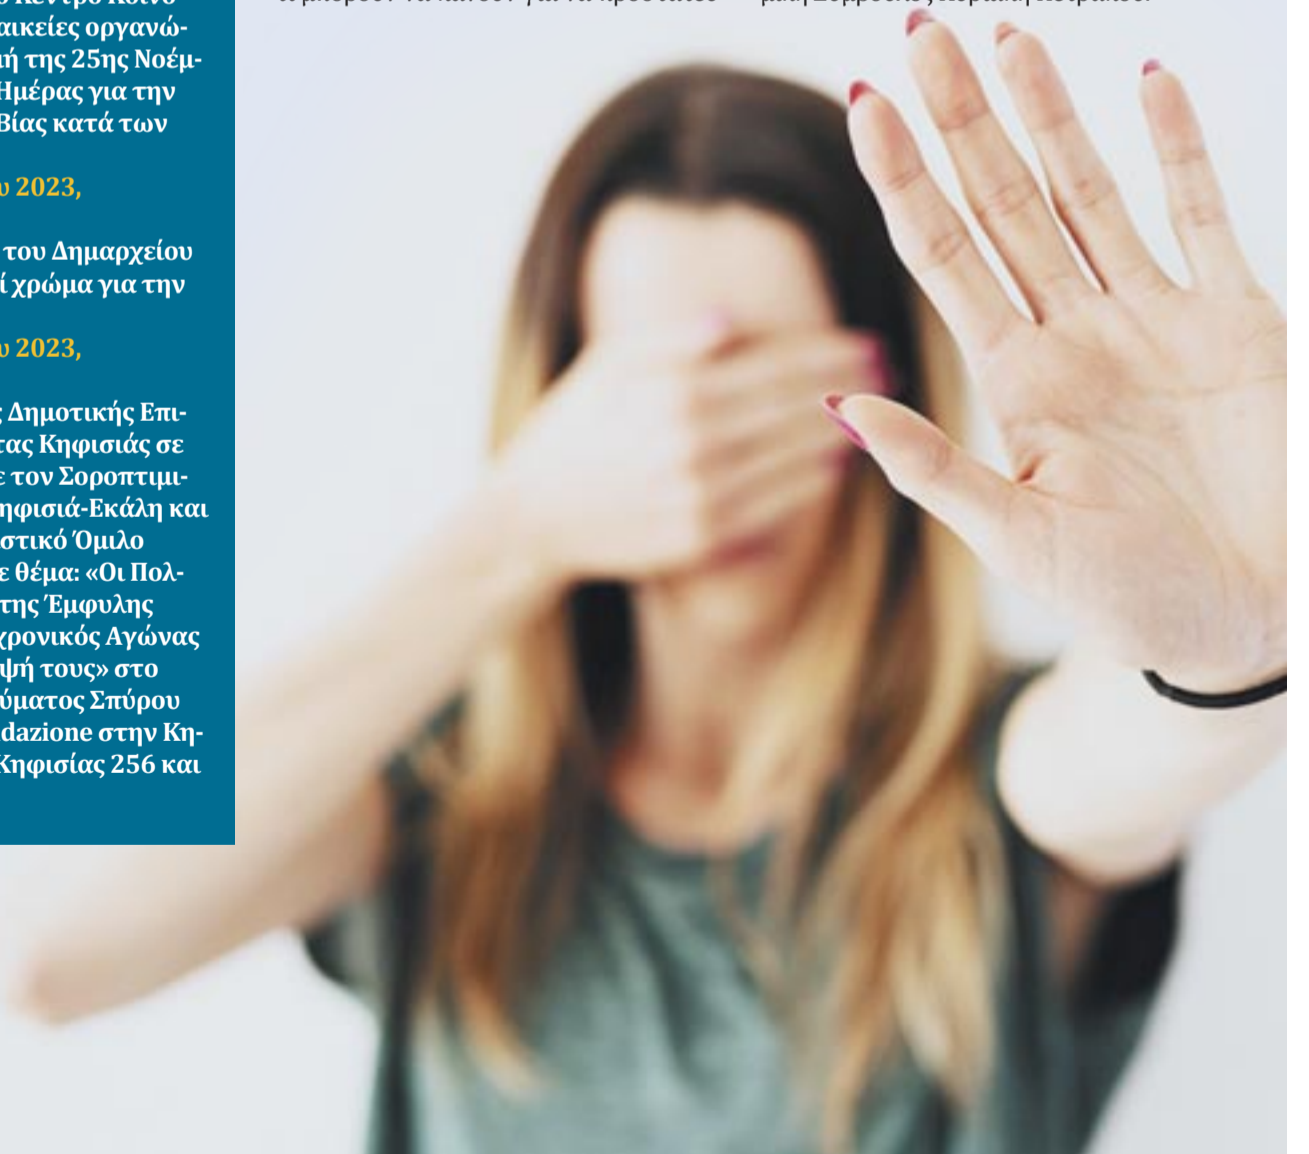 αικείες οργανώ-
ή της 25ης Νοέμ-
Ημέρας για την
Βίας κατά των
υ 2023,
του Δημαρχείου
ί χρώμα για την
υ 2023,
ς Δημοτικής Επι-
τας Κηφισιάς σε
ε τον Σοροπτιμι-
ηφισιά-Εκάλη και
στικό Όμιλο
ε θέμα: «Οι Πολ-
της Έμφυλης
χρονικός Αγώνας
ψή τους» στο
ύματος Σπύρου
dazione στην Κη-
Κηφισίας 256 και